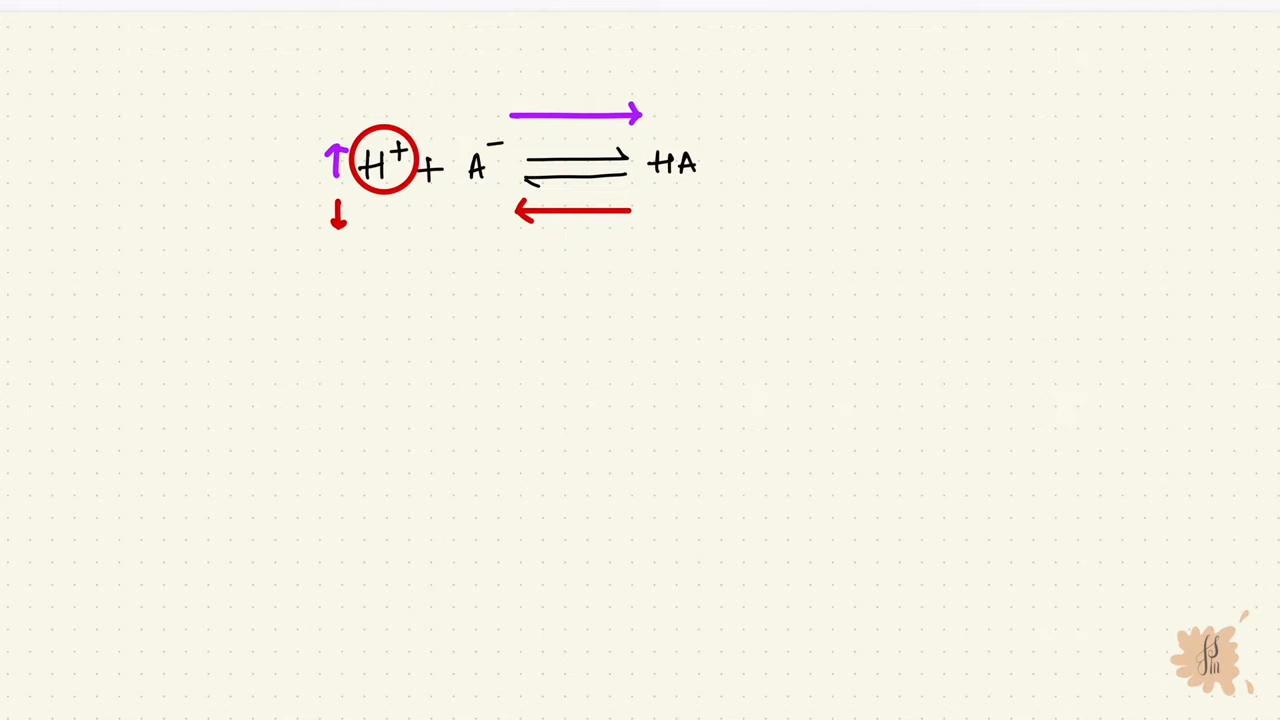 ↑ H⁺ + A⁻ ⇌ HA